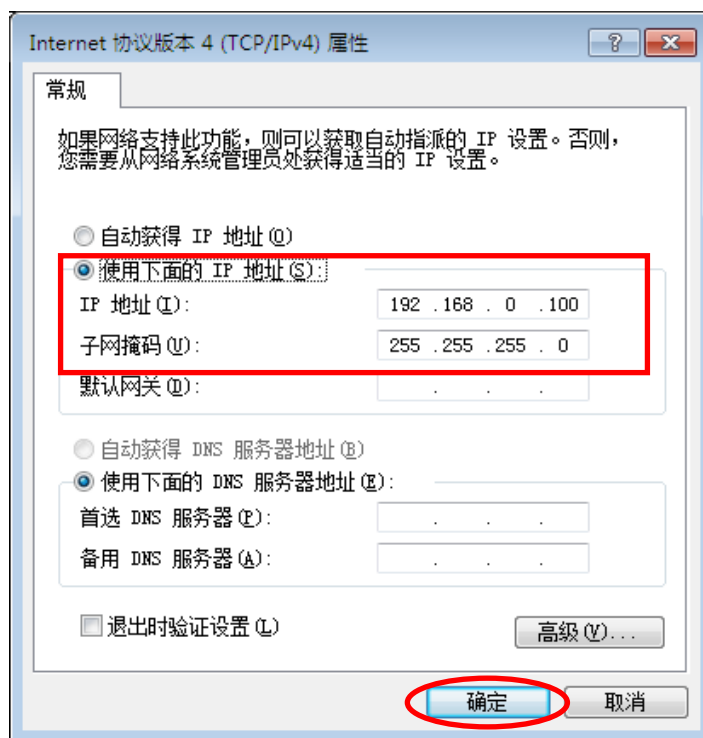 Internet 协议版本 4 (TCP/IPv4) 属性
常规
如果网络支持此功能，则可以获取自动指派的 IP 设置。否则，
您需要从网络系统管理员处获得适当的 IP 设置。
自动获得 IP 地址(O)
使用下面的 IP 地址(S):
IP 地址(I): 192 .168 . 0 .100
子网掩码(U): 255 .255 .255 . 0
默认网关(D): . . .
自动获得 DNS 服务器地址(B)
使用下面的 DNS 服务器地址(E):
首选 DNS 服务器(P): . . .
备用 DNS 服务器(A): . . .
退出时验证设置(L)
高级(V)...
确定 取消